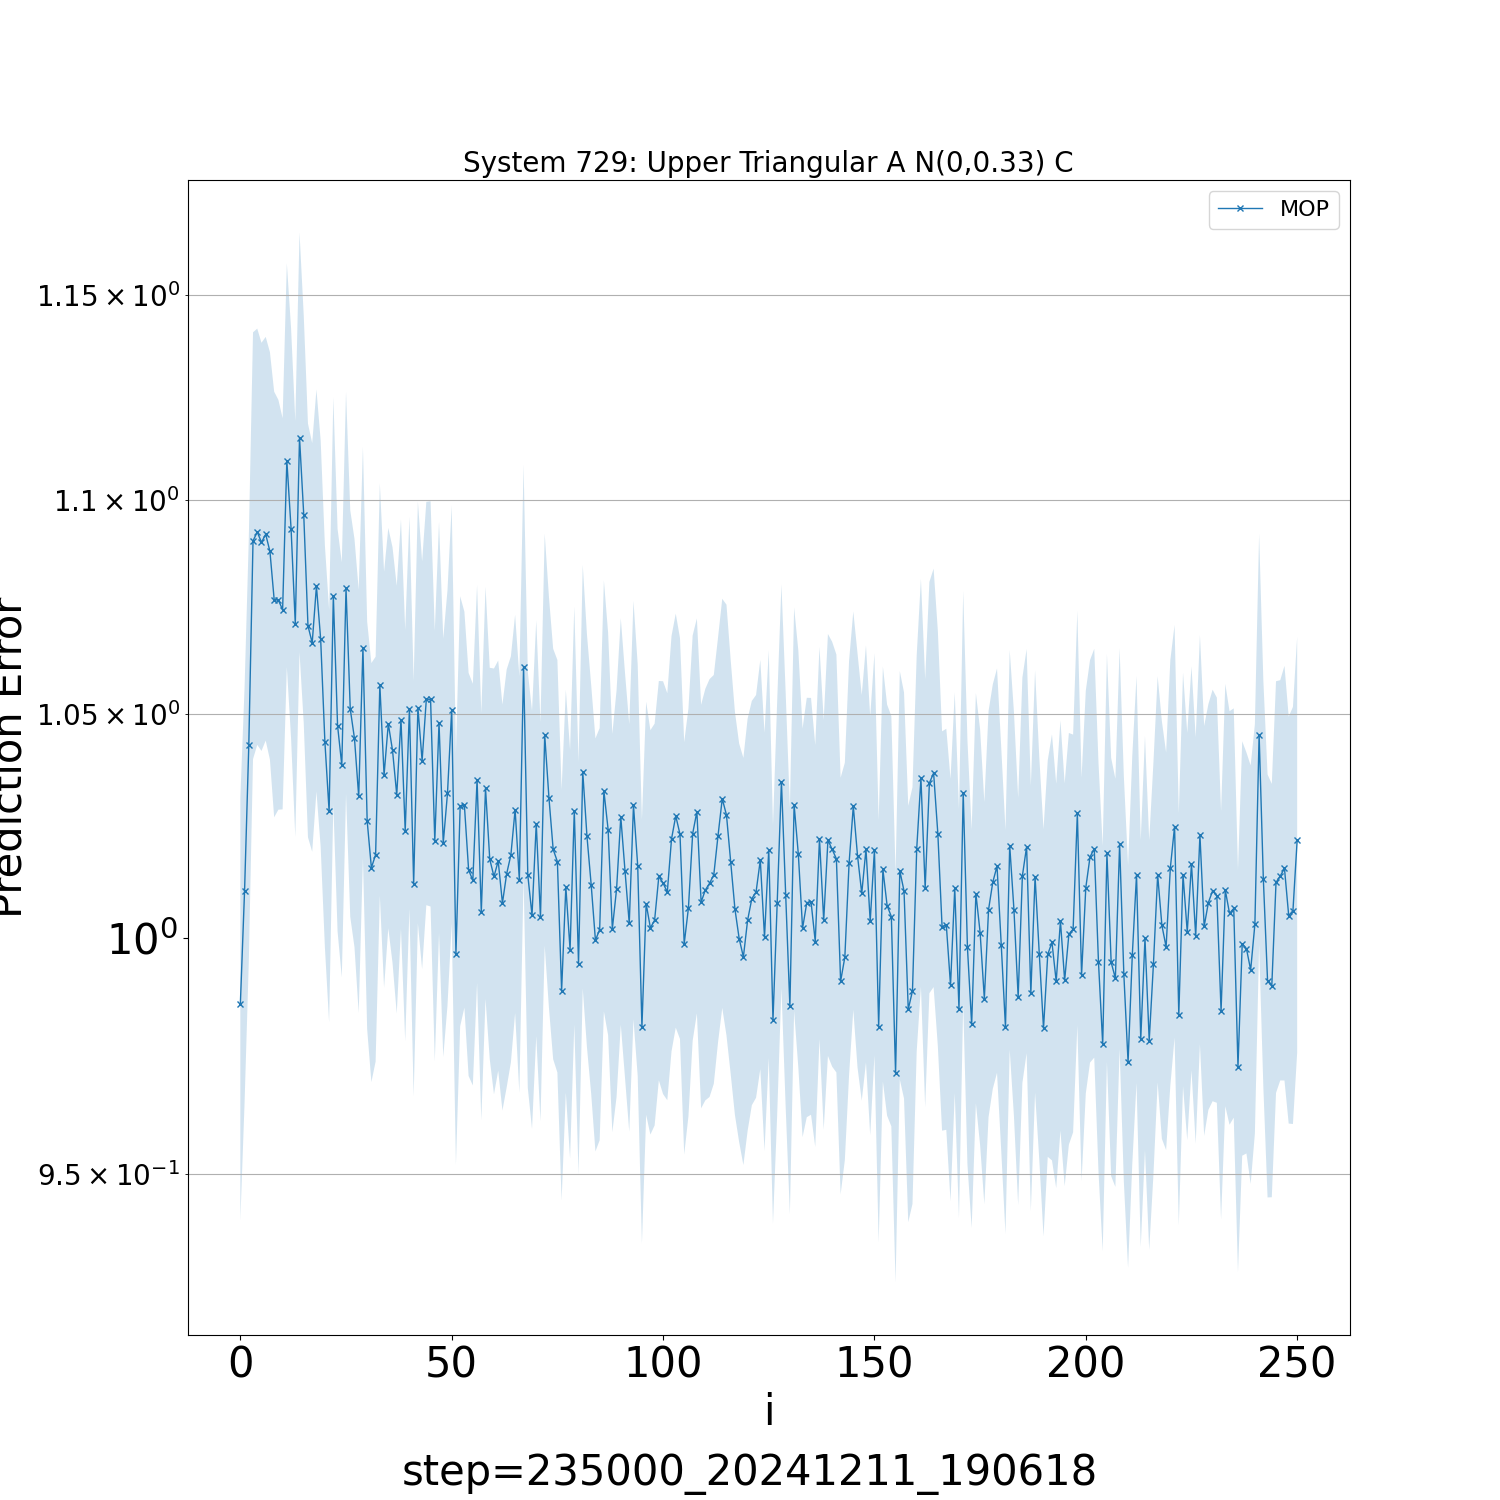 System 729: Upper Triangular A N(0,0.33) C
MOP
1.15 × 10⁰
1.1 × 10⁰
1.05 × 10⁰
10⁰
9.5 × 10⁻¹
Prediction Error
0 50 100 150 200 250
i
step=235000_20241211_190618